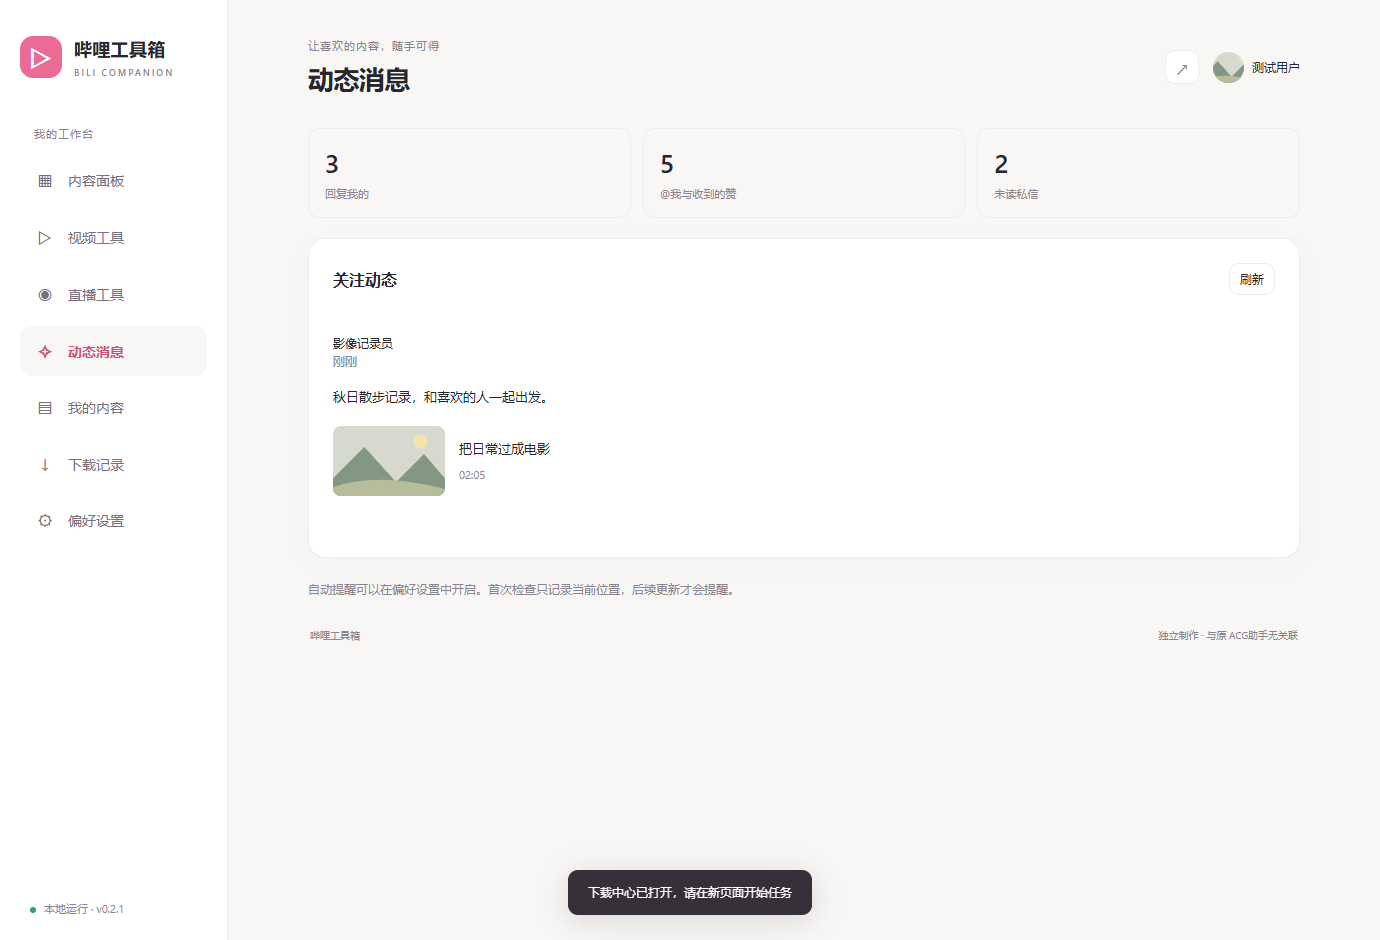 哔哩工具箱
BILI COMPANION
我的工作台
内容面板
视频工具
直播工具
动态消息
我的内容
下载记录
偏好设置
本地运行 · v0.2.1
让喜欢的内容，随手可得
动态消息
测试用户
3
回复我的
5
@我与收到的赞
2
未读私信
关注动态
刷新
影像记录员
刚刚
秋日散步记录，和喜欢的人一起出发。
把日常过成电影
02:05
自动提醒可以在偏好设置中开启。首次检查只记录当前位置，后续更新才会提醒。
哔哩工具箱
独立制作 · 与原 ACG助手无关联
下载中心已打开，请在新页面开始任务